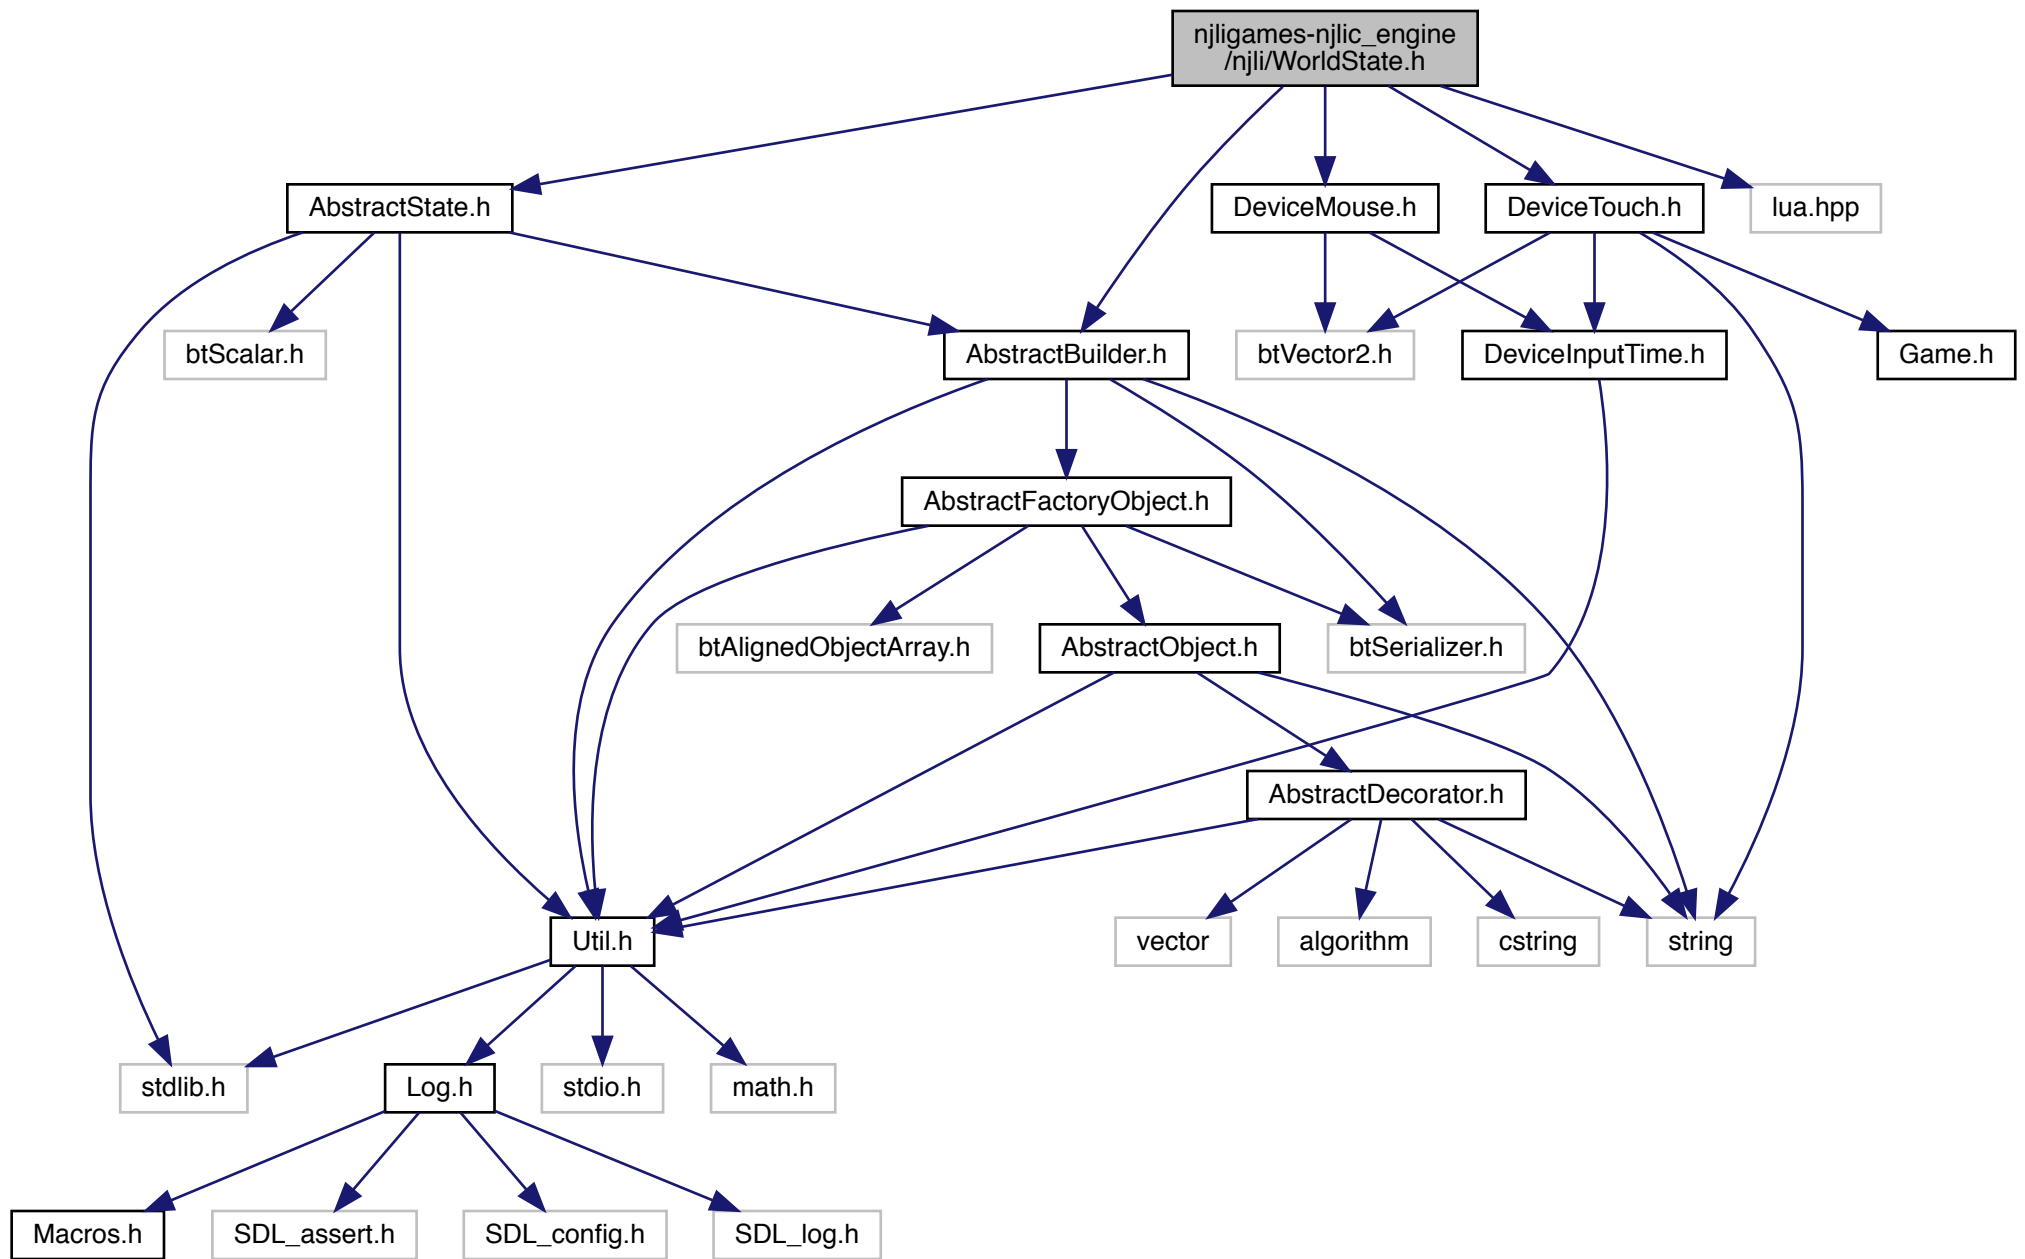 njligames-njlic_engine
/njli/WorldState.h
AbstractState.h
DeviceMouse.h
DeviceTouch.h
lua.hpp
btScalar.h
AbstractBuilder.h
btVector2.h
DeviceInputTime.h
Game.h
AbstractFactoryObject.h
btAlignedObjectArray.h
AbstractObject.h
btSerializer.h
AbstractDecorator.h
Util.h
vector
algorithm
cstring
string
stdlib.h
Log.h
stdio.h
math.h
Macros.h
SDL_assert.h
SDL_config.h
SDL_log.h